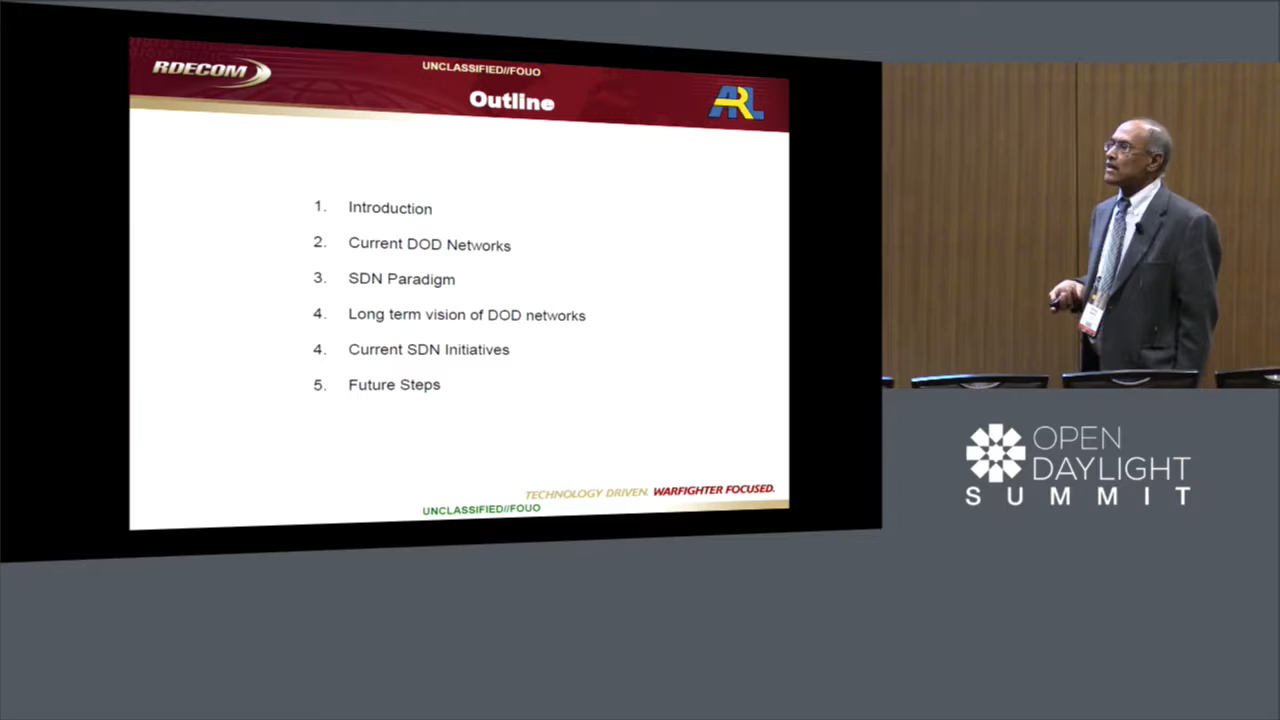 RDECOM
UNCLASSIFIED//FOUO
Outline
ARL
1. Introduction
2. Current DOD Networks
3. SDN Paradigm
4. Long term vision of DOD networks
4. Current SDN Initiatives
5. Future Steps
TECHNOLOGY DRIVEN. WARFIGHTER FOCUSED.
UNCLASSIFIED//FOUO
OPEN
DAYLIGHT
SUMMIT